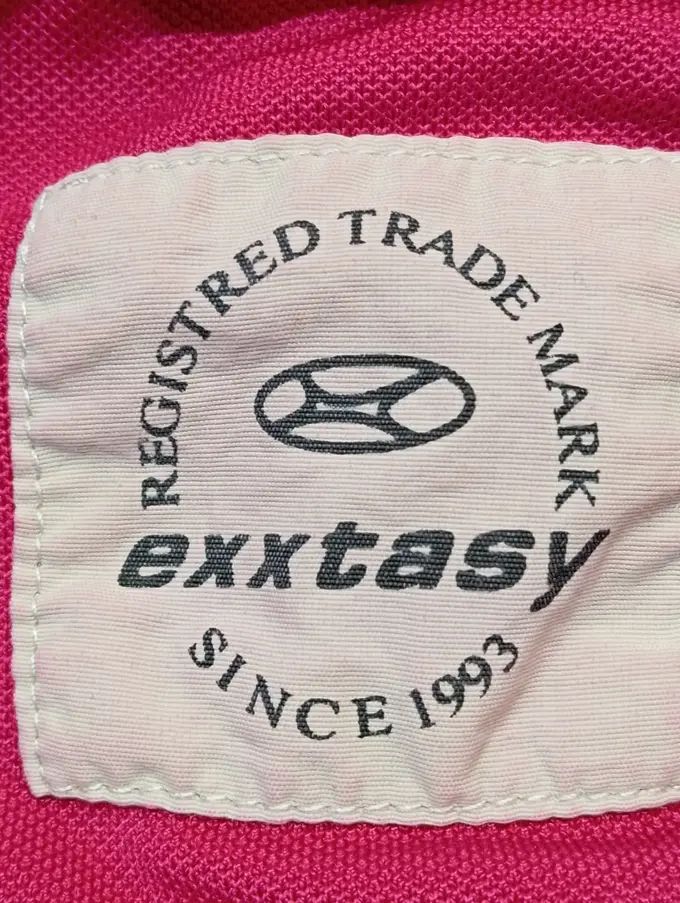 REGISTRED TRADE MARK
exxtasy
SINCE 1993